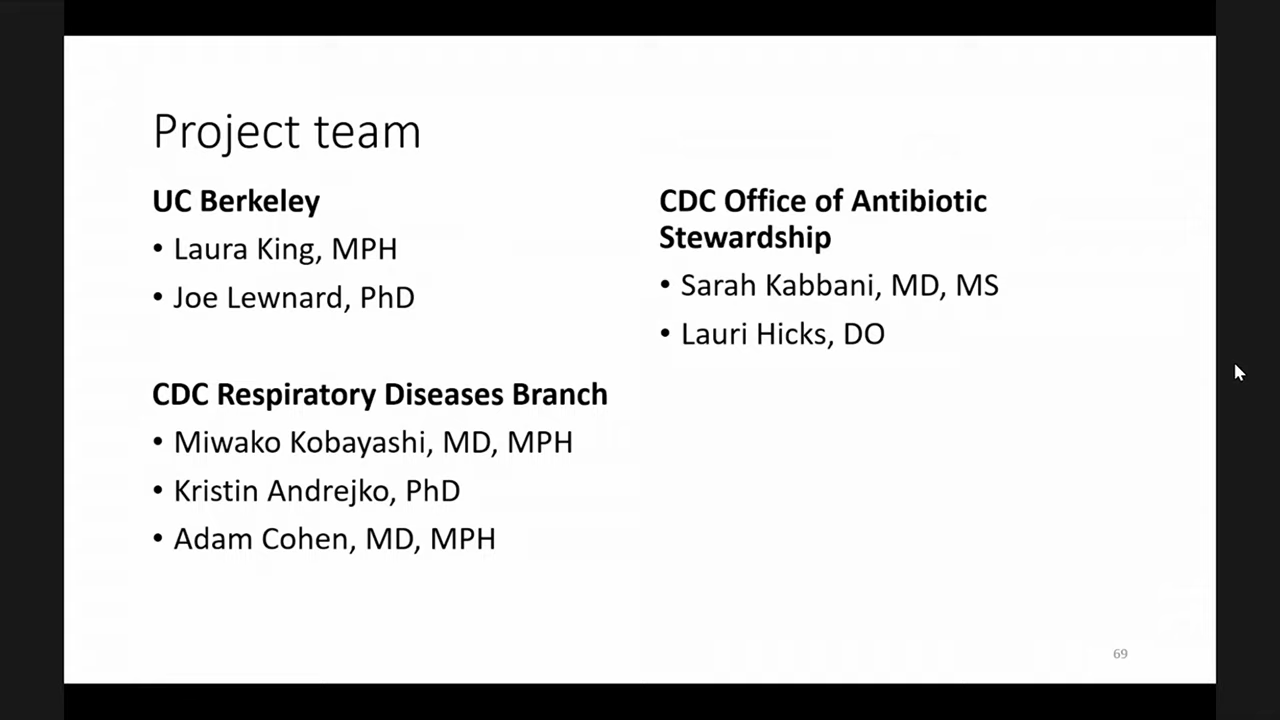 Project team
UC Berkeley
• Laura King, MPH
• Joe Lewnard, PhD
CDC Respiratory Diseases Branch
• Miwako Kobayashi, MD, MPH
• Kristin Andrejko, PhD
• Adam Cohen, MD, MPH
CDC Office of Antibiotic
Stewardship
• Sarah Kabbani, MD, MS
• Lauri Hicks, DO
69